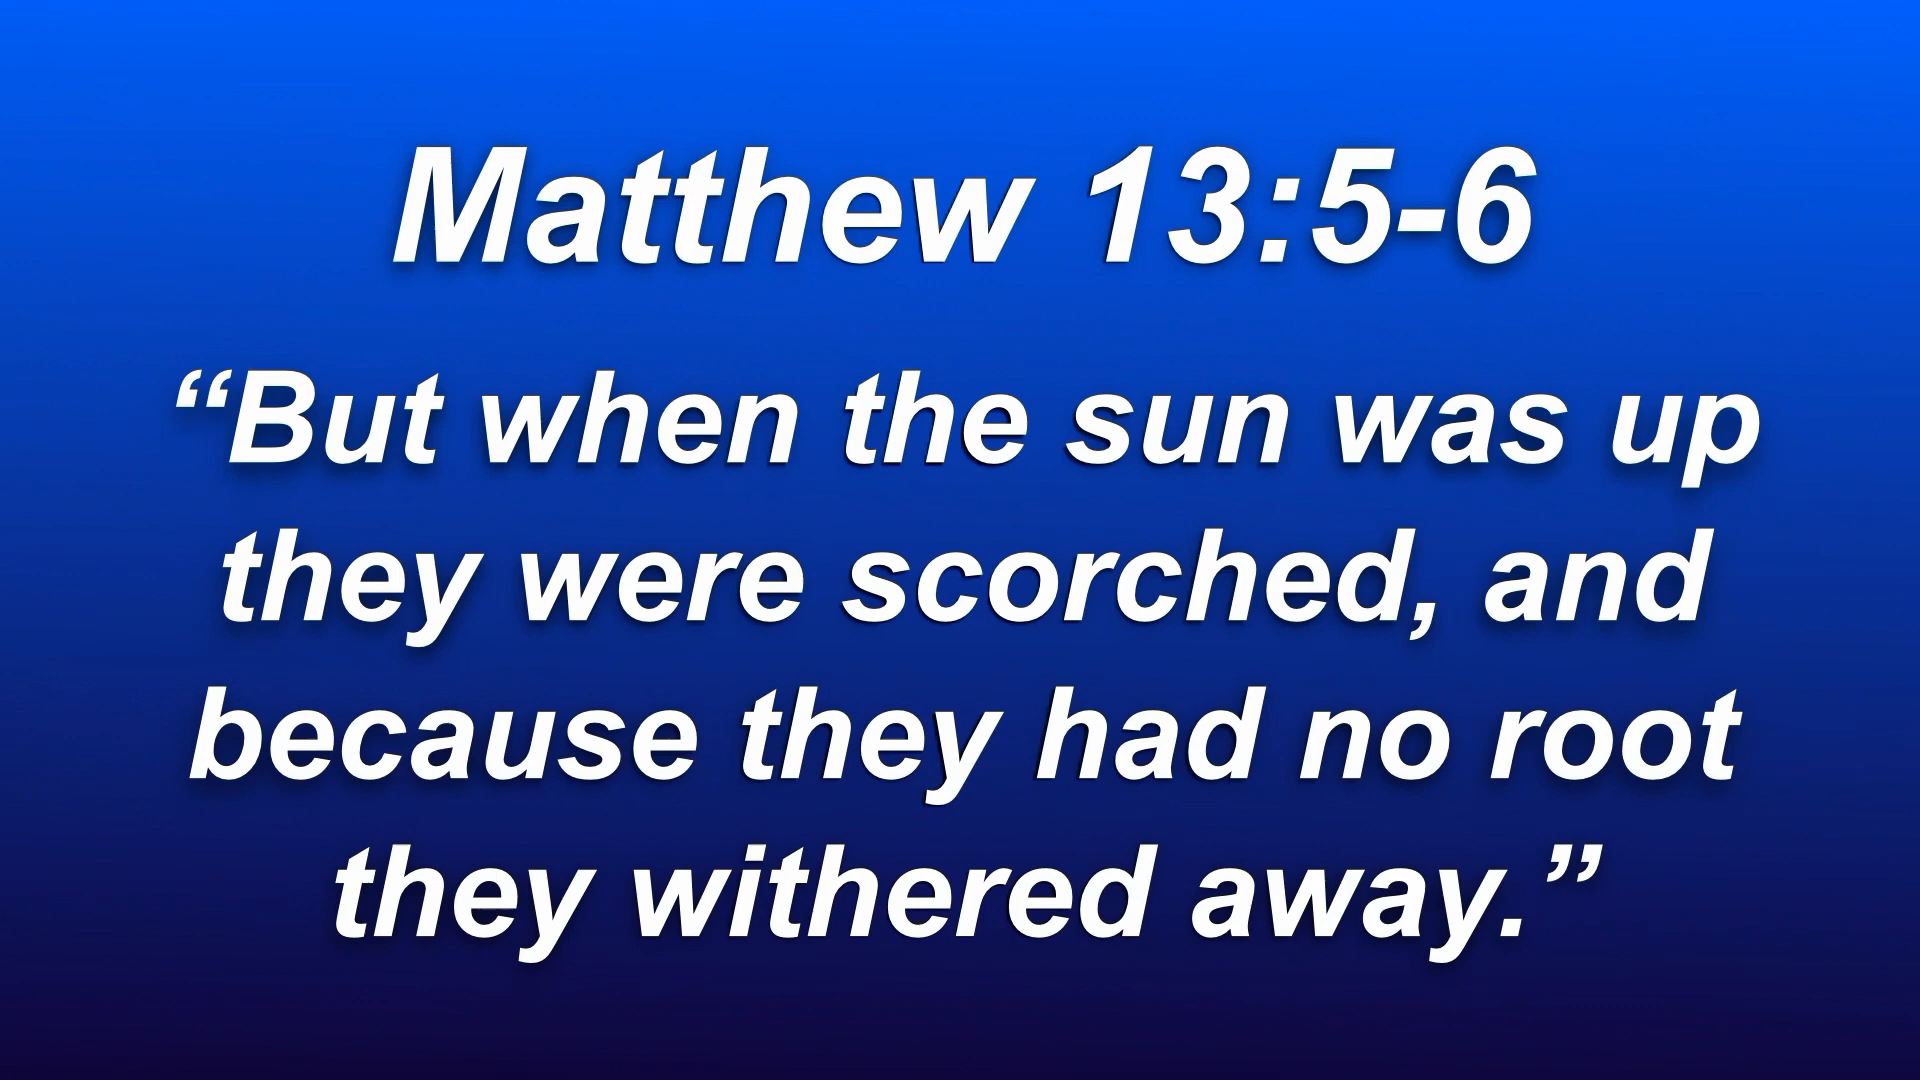 Matthew 13:5-6
“But when the sun was up
they were scorched, and
because they had no root
they withered away.”